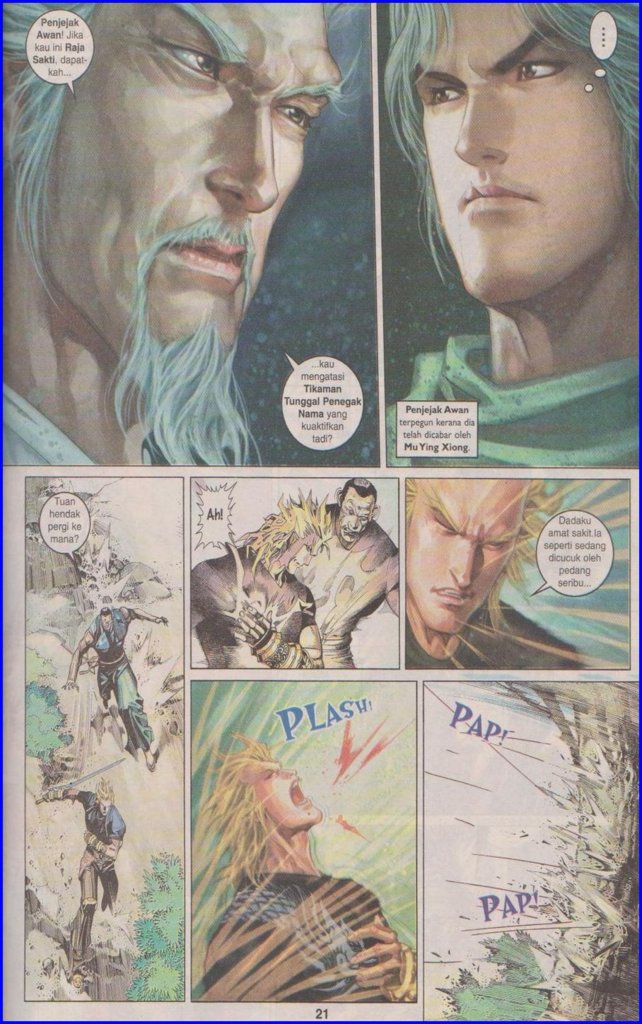 Penjejak
Awan! Jika
kau ini Raja
Sakti, dapat-
kah...
...kau
mengatasi
Tikaman
Tunggal Penegak
Nama yang
kuaktifkan
tadi?
....
Penjejak Awan
terpegun kerana dia
telah dicabar oleh
Mu Ying Xiong.
Tuan
hendak
pergi ke
mana?
Ah!
Dadaku
amat sakit.Ia
seperti sedang
dicucuk oleh
pedang
seribu...
PLASH!
PAP!
PAP!
21